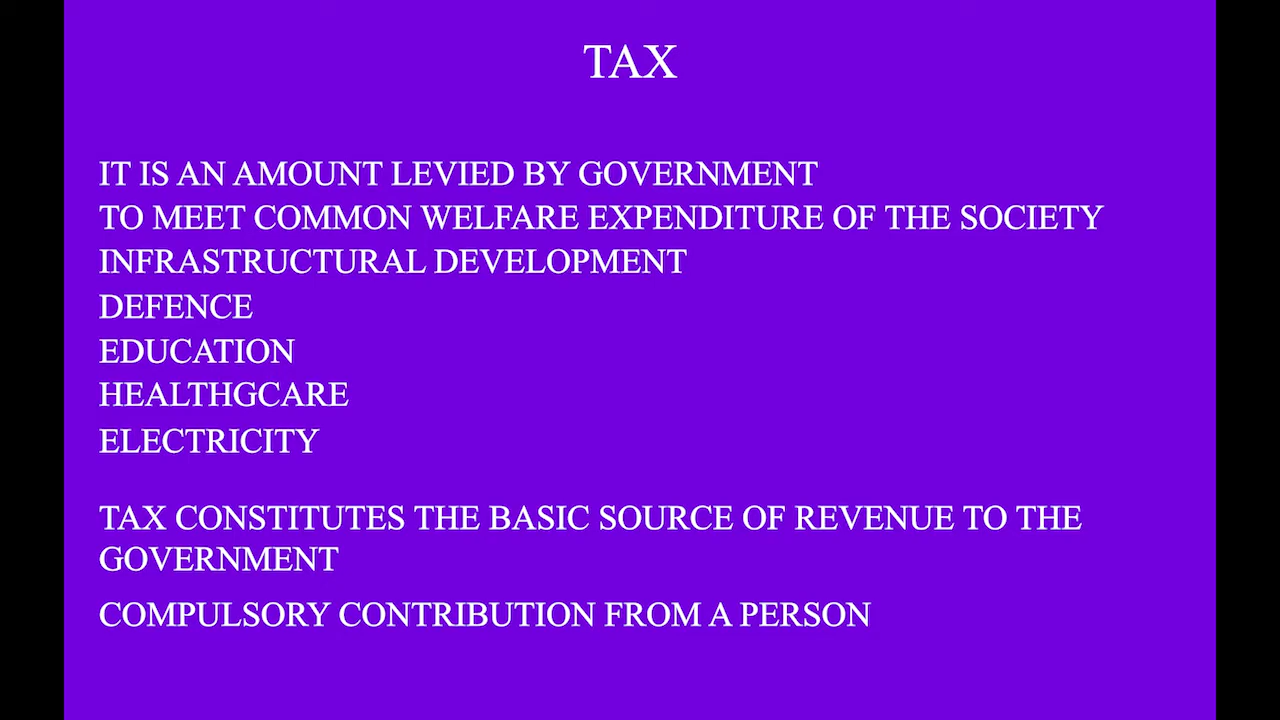 TAX
IT IS AN AMOUNT LEVIED BY GOVERNMENT
TO MEET COMMON WELFARE EXPENDITURE OF THE SOCIETY
INFRASTRUCTURAL DEVELOPMENT
DEFENCE
EDUCATION
HEALTHGCARE
ELECTRICITY
TAX CONSTITUTES THE BASIC SOURCE OF REVENUE TO THE
GOVERNMENT
COMPULSORY CONTRIBUTION FROM A PERSON